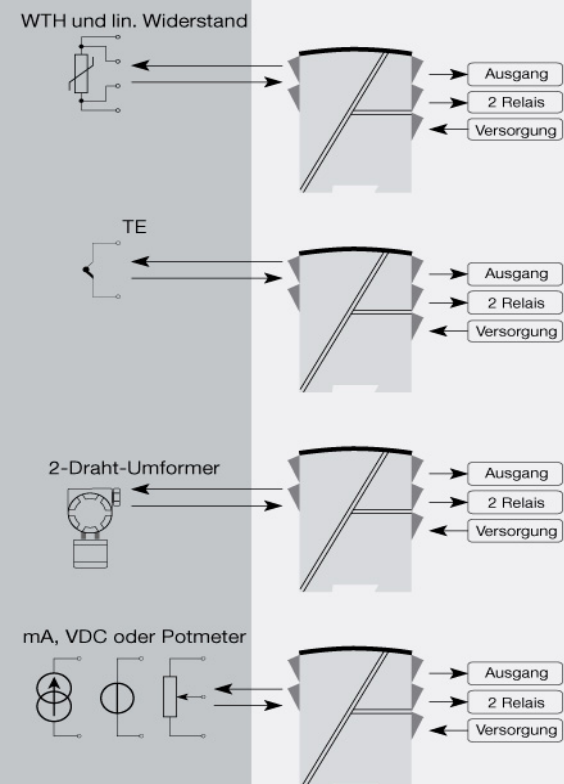 WTH und lin. Widerstand
Ausgang
2 Relais
Versorgung
TE
Ausgang
2 Relais
Versorgung
2-Draht-Umformer
Ausgang
2 Relais
Versorgung
mA, VDC oder Potmeter
Ausgang
2 Relais
Versorgung